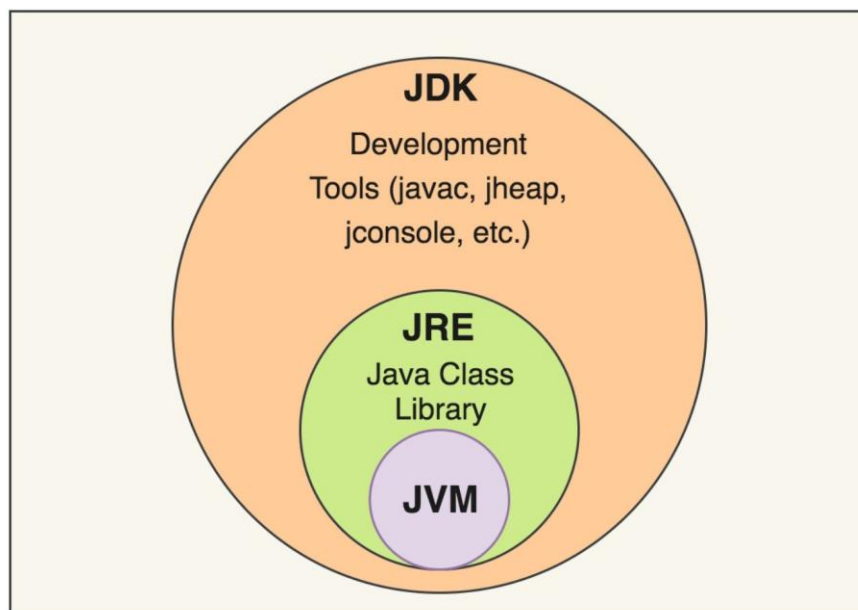 JDK
Development
Tools (javac, jheap,
jconsole, etc.)
JRE
Java Class
Library
JVM